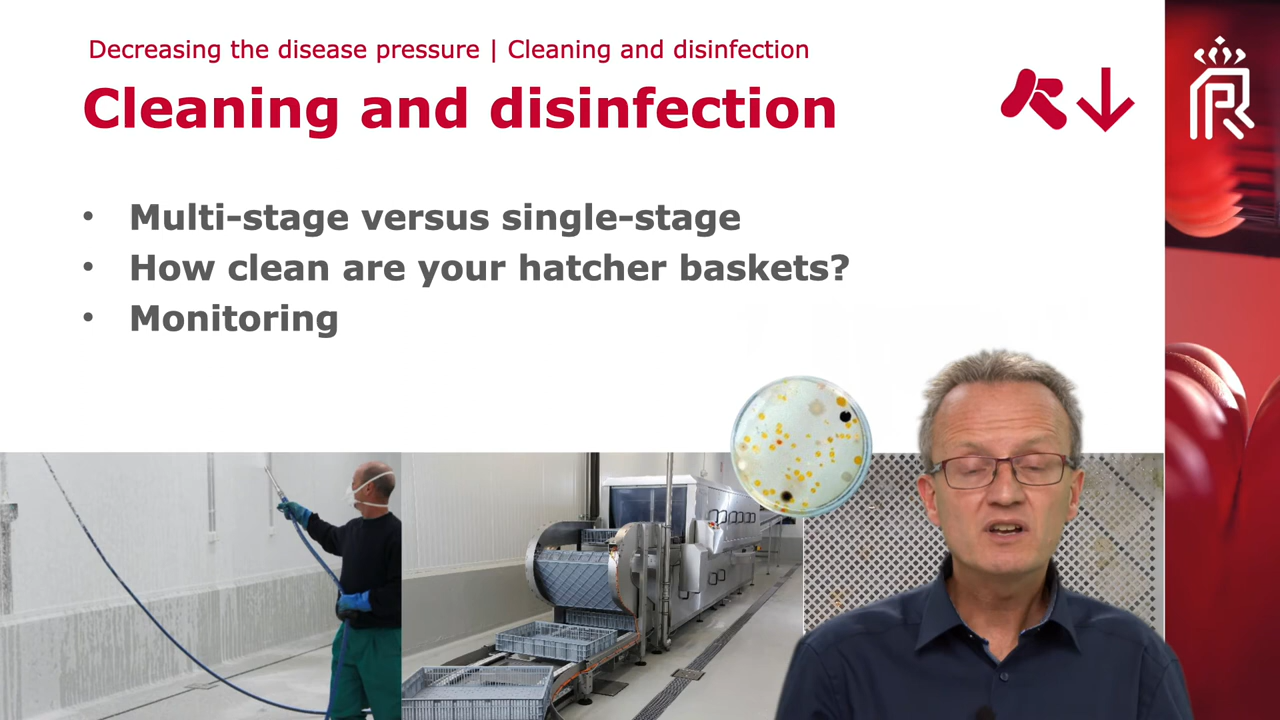 Decreasing the disease pressure | Cleaning and disinfection
Cleaning and disinfection
• Multi-stage versus single-stage
• How clean are your hatcher baskets?
• Monitoring